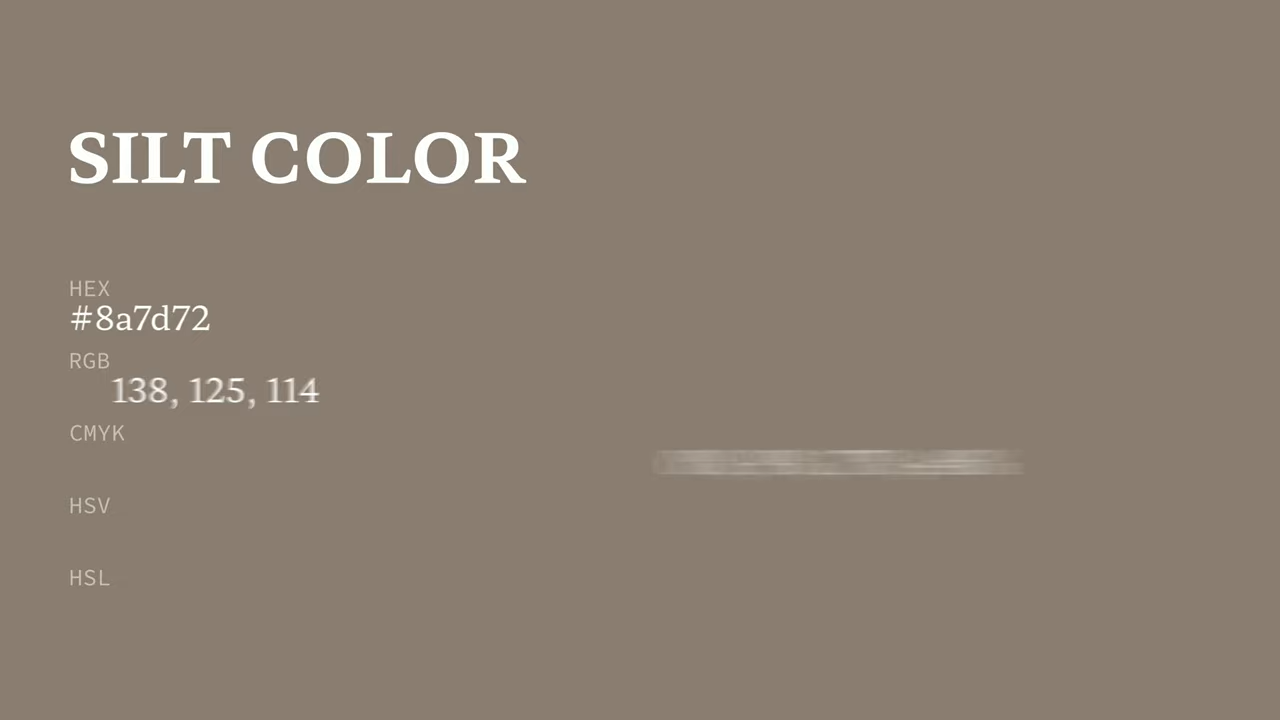 SILT COLOR
HEX
#8a7d72
RGB
138, 125, 114
CMYK
HSV
HSL